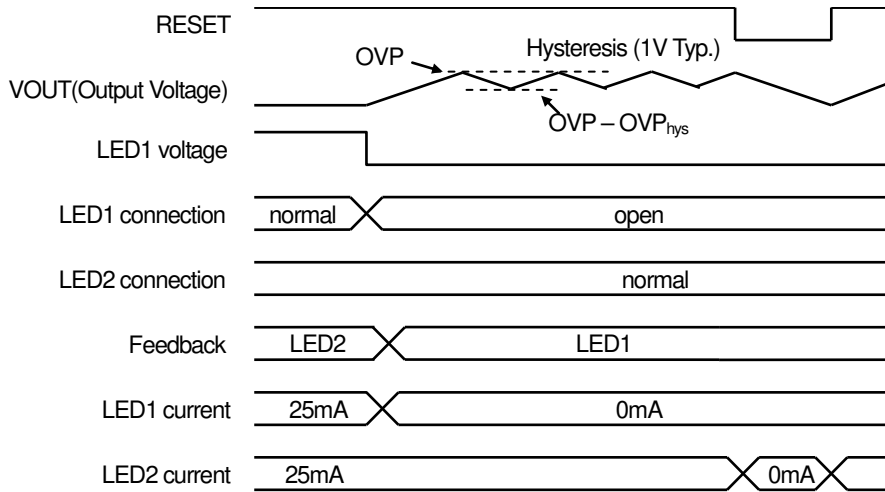 RESET
OVP
Hysteresis (1V Typ.)
VOUT(Output Voltage)
OVP – OVPhys
LED1 voltage
LED1 connection
normal
open
LED2 connection
normal
Feedback
LED2
LED1
LED1 current
25mA
0mA
LED2 current
25mA
0mA